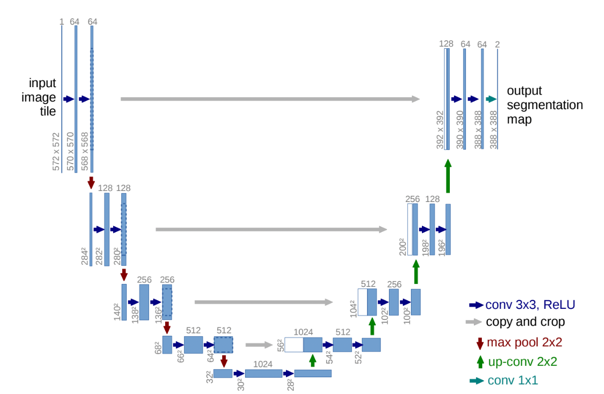 1 64 64
input
image
tile
572 x 572
570 x 570
568 x 568
128 64 64 2
392 x 392
390 x 390
388 x 388
388 x 388
output
segmentation
map
128 128
284²
282²
280²
256 128
200²
198²
196²
256 256
140²
138²
136²
512 256
104²
102²
100²
512 512
68²
66²
64²
1024 512
56²
54²
52²
1024
32²
30²
28²
conv 3x3, ReLU
copy and crop
max pool 2x2
up-conv 2x2
conv 1x1